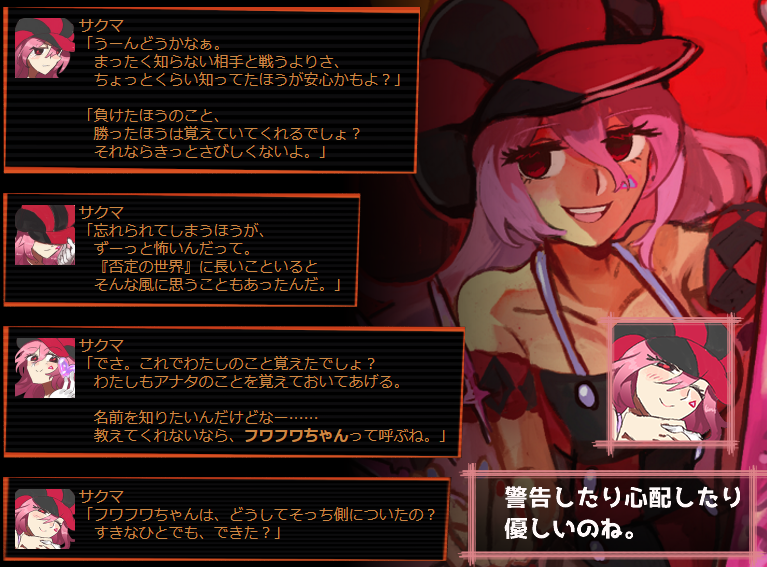 サクマ
「うーんどうかなぁ。
まったく知らない相手と戦うよりさ、
ちょっとくらい知ってたほうが安心かもよ？」
「負けたほうのこと、
勝ったほうは覚えていてくれるでしょ？
それならきっとさびしくないよ。」
サクマ
「忘れられてしまうほうが、
ずーっと怖いんだって。
『否定の世界』に長いこといると
そんな風に思うこともあったんだ。」
サクマ
「でさ。これでわたしのこと覚えたでしょ？
わたしもアナタのことを覚えておいてあげる。
名前を知りたいんだけどなー……
教えてくれないなら、フワフワちゃんって呼ぶね。」
サクマ
「フワフワちゃんは、どうしてそっち側についたの？
すきなひとでも、できた？」
警告したり心配したり
優しいのね。